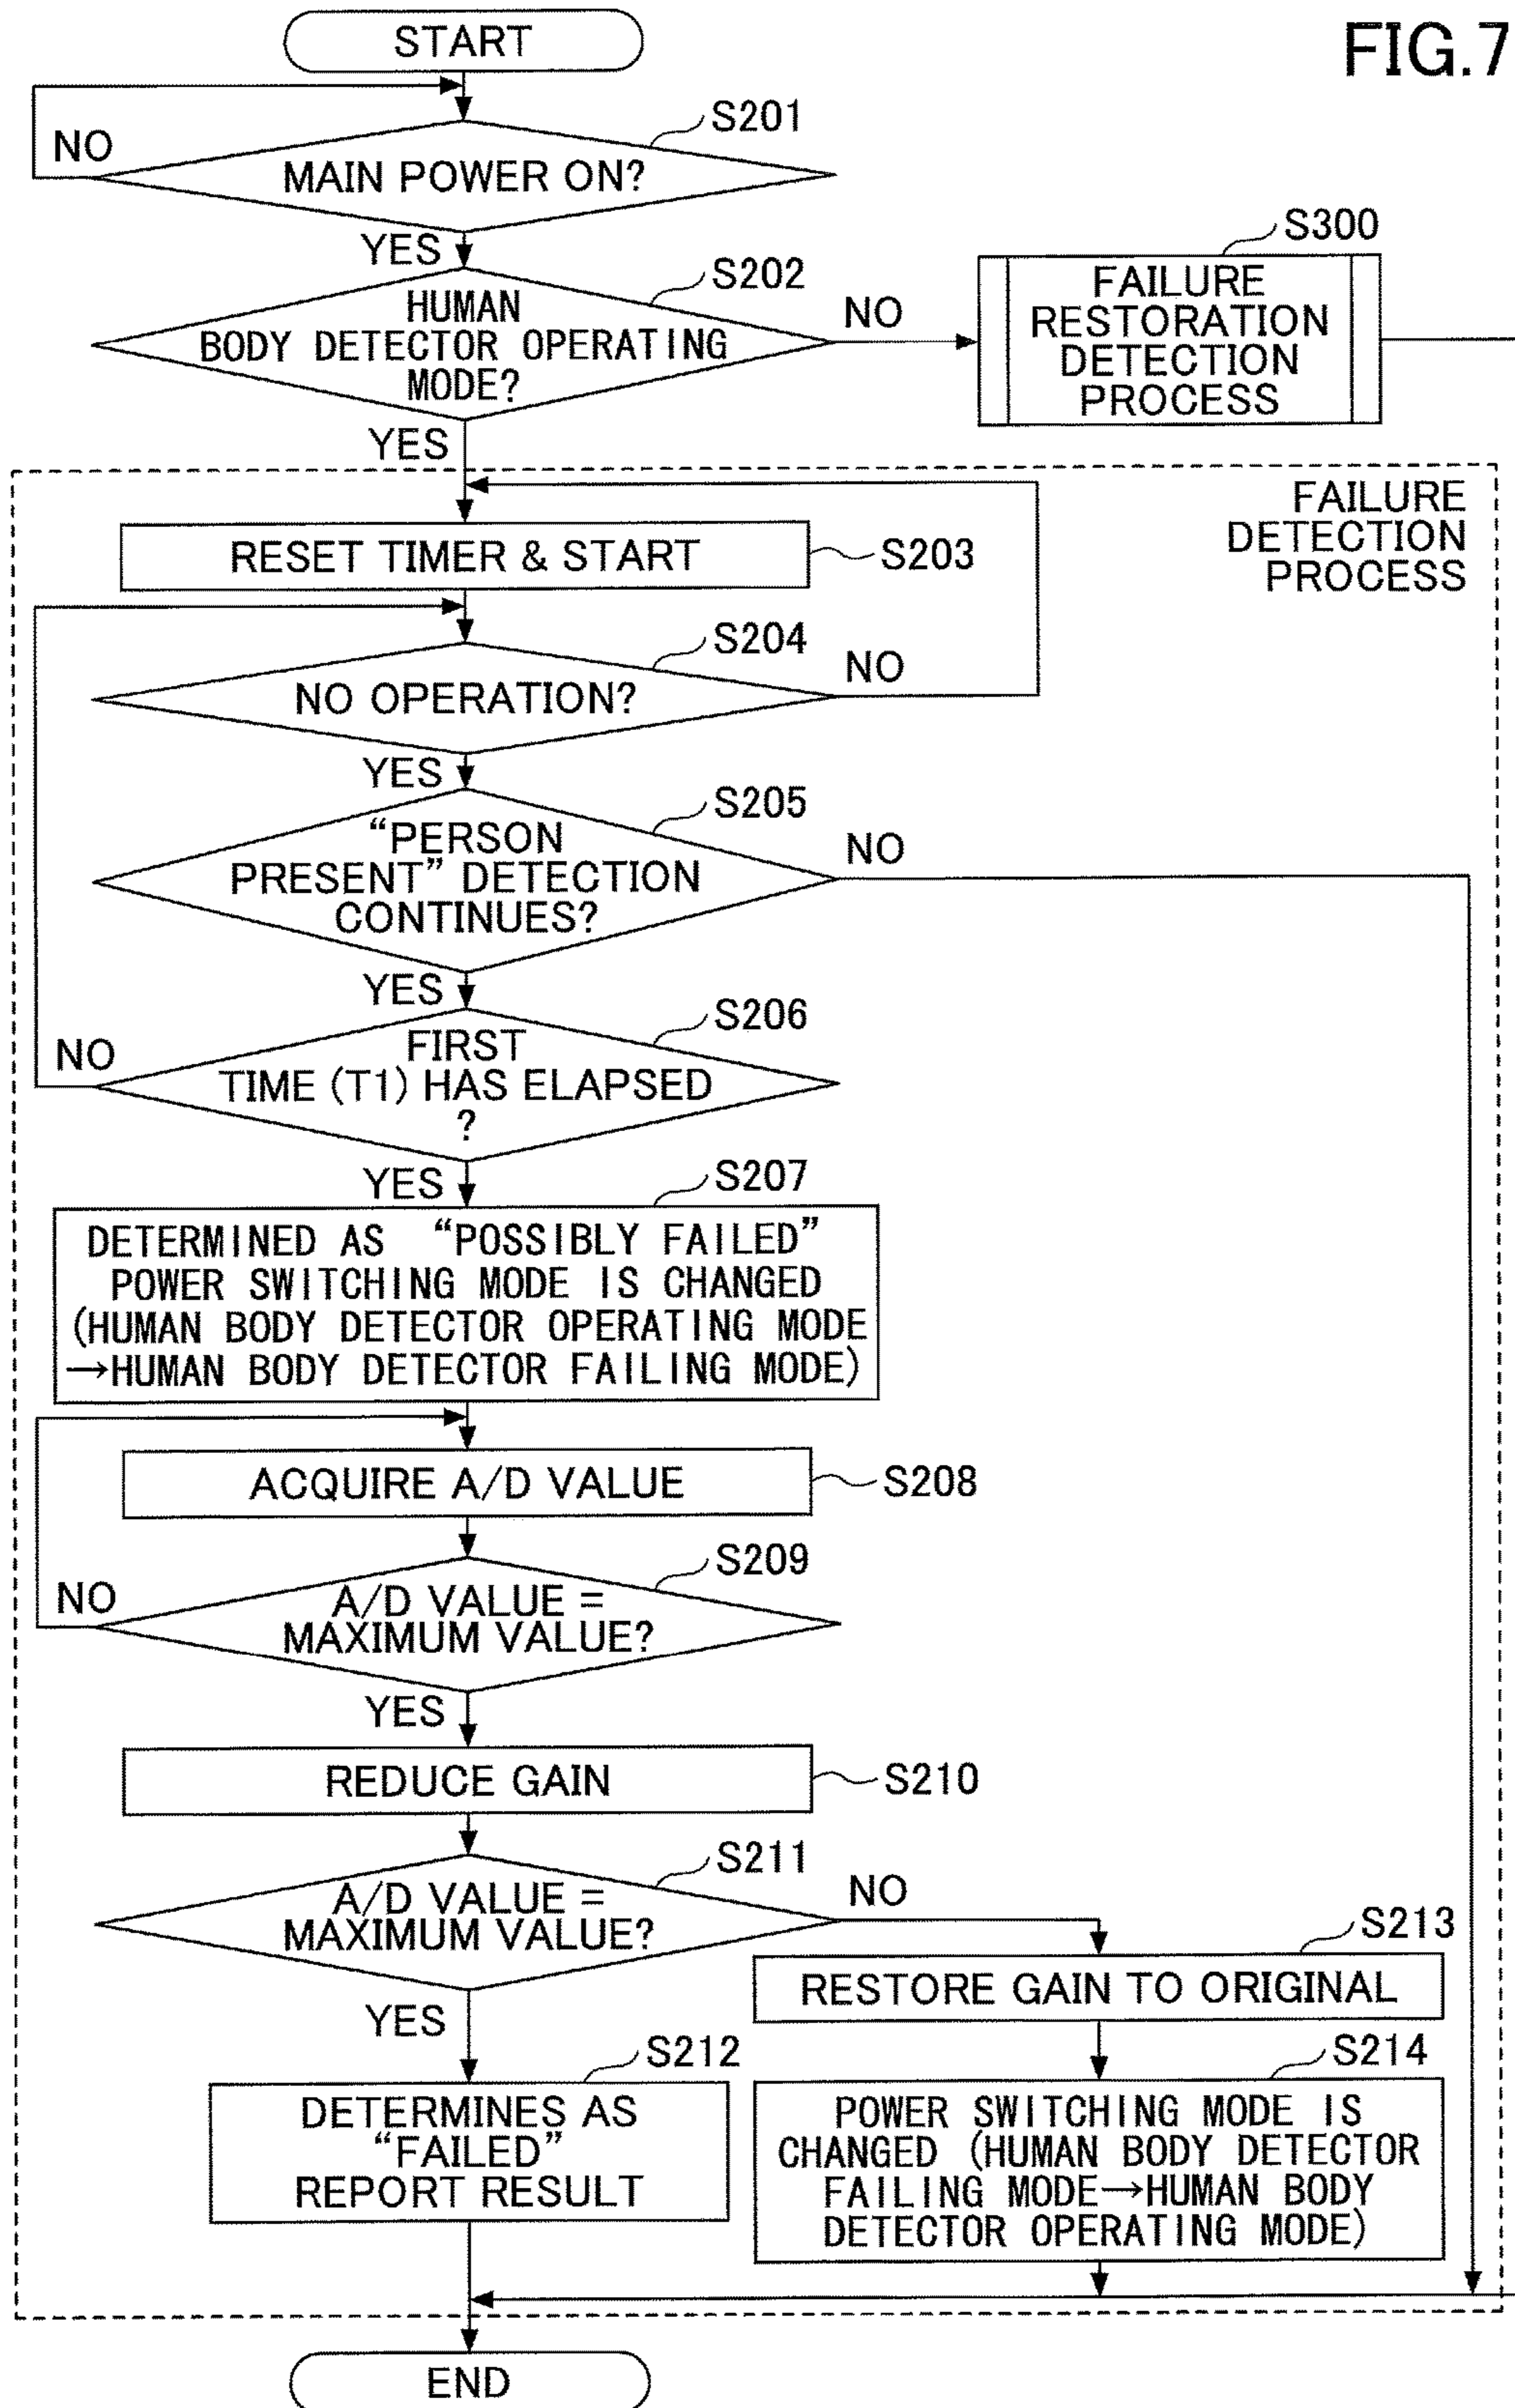 FIG.7
START
S201
NO
MAIN POWER ON?
YES
S202
HUMAN
BODY DETECTOR OPERATING
MODE?
NO
S300
FAILURE
RESTORATION
DETECTION
PROCESS
YES
FAILURE
DETECTION
PROCESS
RESET TIMER & START
S203
S204
NO OPERATION?
NO
YES
S205
“PERSON
PRESENT” DETECTION
CONTINUES?
NO
YES
S206
NO
FIRST
TIME (T1) HAS ELAPSED
?
YES
S207
DETERMINED AS “POSSIBLY FAILED”
POWER SWITCHING MODE IS CHANGED
(HUMAN BODY DETECTOR OPERATING MODE
→HUMAN BODY DETECTOR FAILING MODE)
ACQUIRE A/D VALUE
S208
S209
NO
A/D VALUE =
MAXIMUM VALUE?
YES
REDUCE GAIN
S210
S211
A/D VALUE =
MAXIMUM VALUE?
NO
S213
RESTORE GAIN TO ORIGINAL
YES
S212
DETERMINES AS
“FAILED”
REPORT RESULT
S214
POWER SWITCHING MODE IS
CHANGED (HUMAN BODY DETECTOR
FAILING MODE→HUMAN BODY
DETECTOR OPERATING MODE)
END